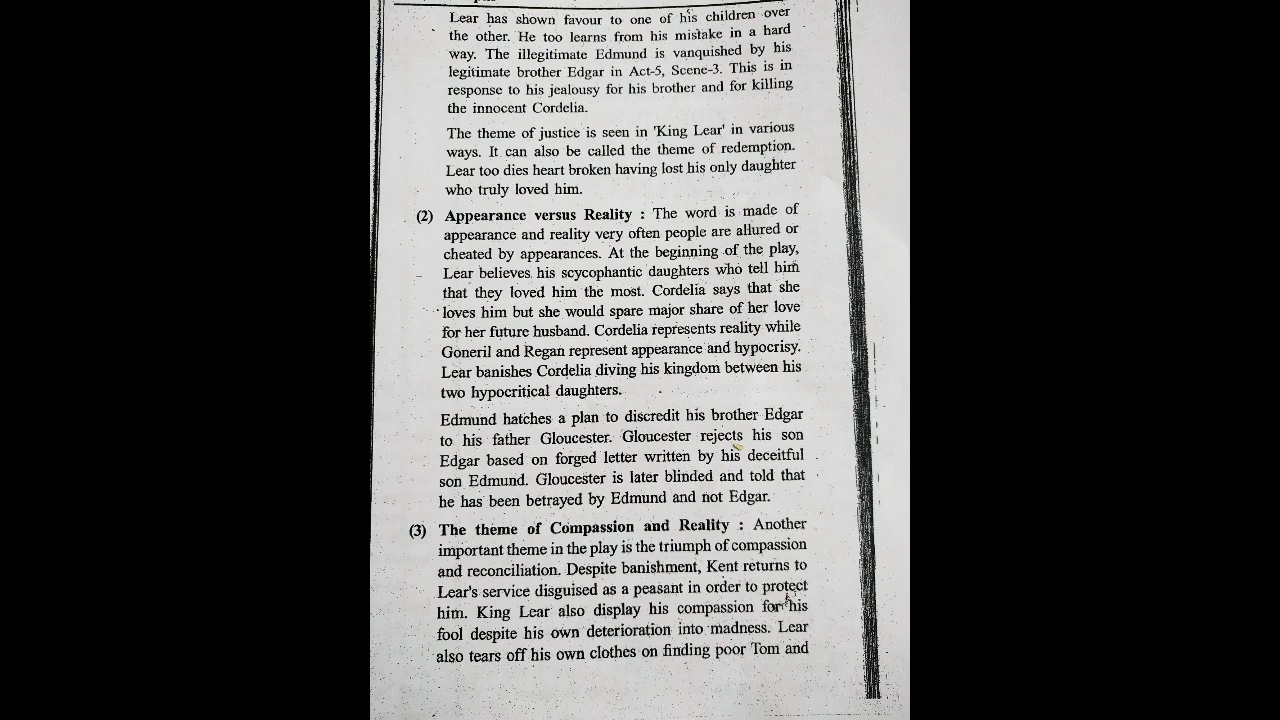 Lear has shown favour to one of his children over
the other. He too learns from his mistake in a hard
way. The illegitimate Edmund is vanquished by his
legitimate brother Edgar in Act-5, Scene-3. This is in
response to his jealousy for his brother and for killing
the innocent Cordelia.
The theme of justice is seen in 'King Lear' in various
ways. It can also be called the theme of redemption.
Lear too dies heart broken having lost his only daughter
who truly loved him.
(2) Appearance versus Reality : The word is made of
appearance and reality very often people are allured or
cheated by appearances. At the beginning of the play,
Lear believes his scycophantic daughters who tell him
that they loved him the most. Cordelia says that she
loves him but she would spare major share of her love
for her future husband. Cordelia represents reality while
Goneril and Regan represent appearance and hypocrisy.
Lear banishes Cordelia diving his kingdom between his
two hypocritical daughters.
Edmund hatches a plan to discredit his brother Edgar
to his father Gloucester. Gloucester rejects his son
Edgar based on forged letter written by his deceitful
son Edmund. Gloucester is later blinded and told that
he has been betrayed by Edmund and not Edgar.
(3) The theme of Compassion and Reality : Another
important theme in the play is the triumph of compassion
and reconciliation. Despite banishment, Kent returns to
Lear's service disguised as a peasant in order to protect
him. King Lear also display his compassion for his
fool despite his own deterioration into madness. Lear
also tears off his own clothes on finding poor Tom and